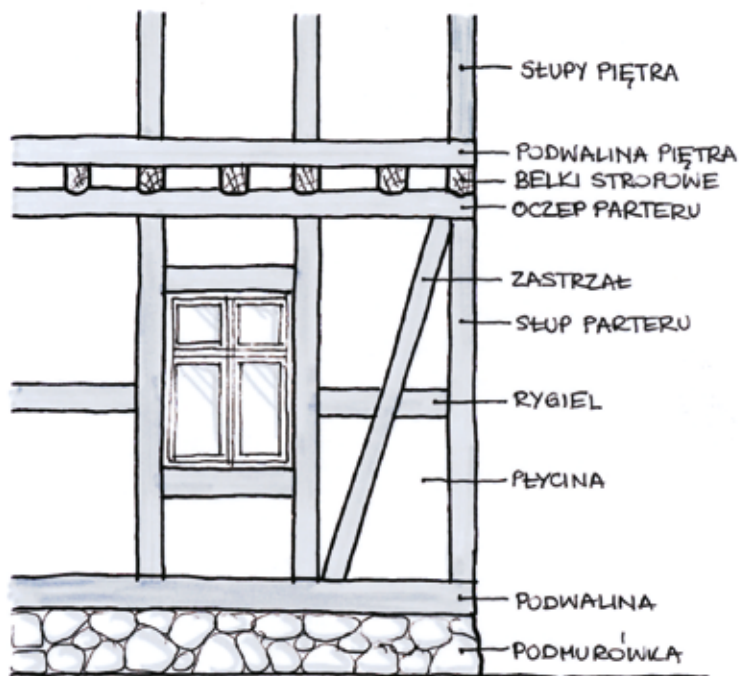 SŁUPY PIĘTRA
PODWALINA PIĘTRA
BELKI STROPOWE
OCZEP PARTERU
ZASTRZAŁ
SŁUP PARTERU
RYGIEL
PŁYCINA
PODWALINA
PODMURÓWKA